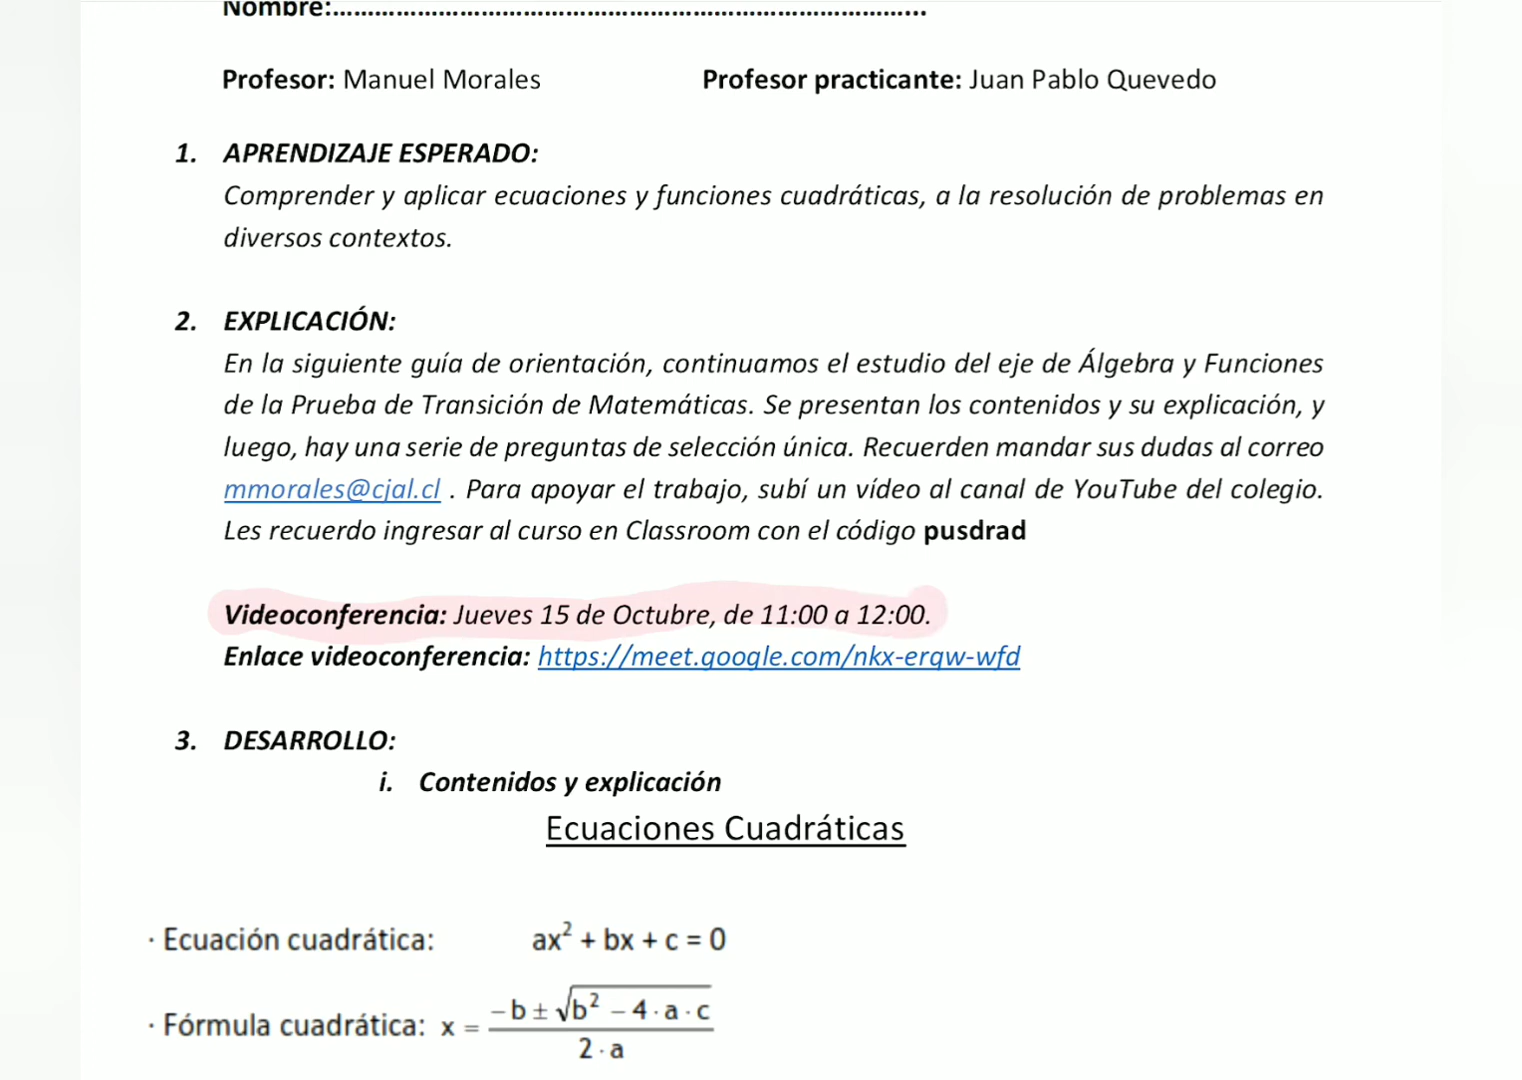 Nombre:....................................................................................
Profesor: Manuel Morales Profesor practicante: Juan Pablo Quevedo
1. APRENDIZAJE ESPERADO:
Comprender y aplicar ecuaciones y funciones cuadráticas, a la resolución de problemas en
diversos contextos.
2. EXPLICACIÓN:
En la siguiente guía de orientación, continuamos el estudio del eje de Álgebra y Funciones
de la Prueba de Transición de Matemáticas. Se presentan los contenidos y su explicación, y
luego, hay una serie de preguntas de selección única. Recuerden mandar sus dudas al correo
mmorales@cjal.cl . Para apoyar el trabajo, subí un vídeo al canal de YouTube del colegio.
Les recuerdo ingresar al curso en Classroom con el código pusdrad
Videoconferencia: Jueves 15 de Octubre, de 11:00 a 12:00.
Enlace videoconferencia: https://meet.google.com/nkx-erqw-wfd
3. DESARROLLO:
i. Contenidos y explicación
Ecuaciones Cuadráticas
· Ecuación cuadrática: ax² + bx + c = 0
· Fórmula cuadrática: x = (−b ± √(b² − 4 · a · c)) / (2 · a)